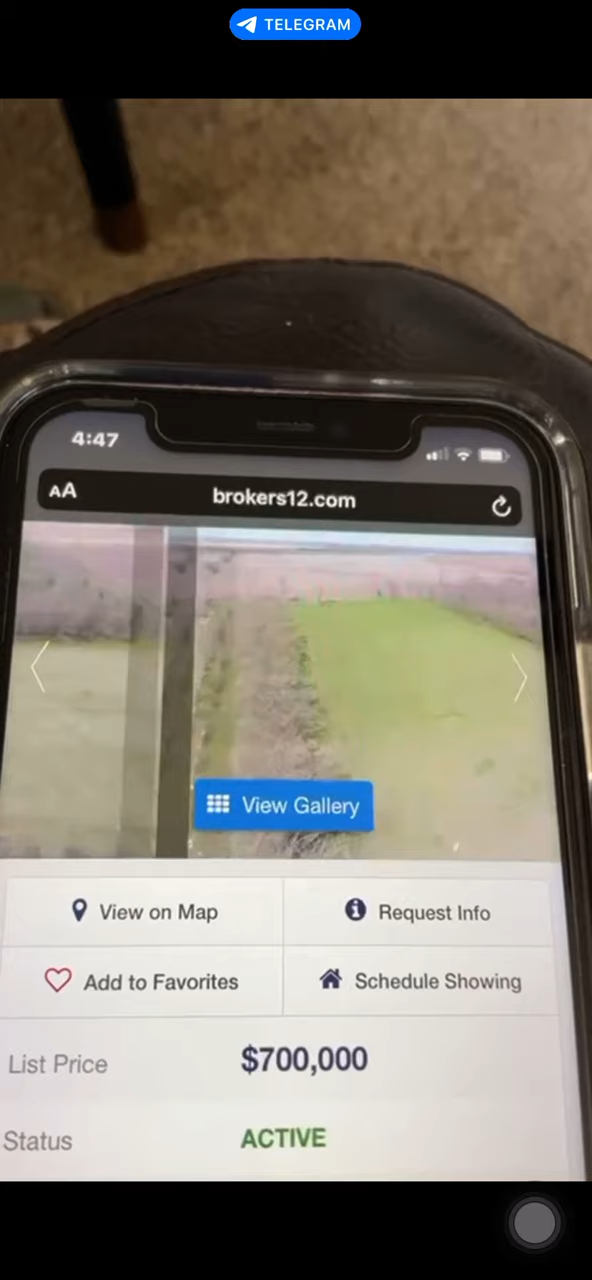 TELEGRAM
4:47
AA
brokers12.com
View Gallery
View on Map
Request Info
Add to Favorites
Schedule Showing
List Price
$700,000
Status
ACTIVE